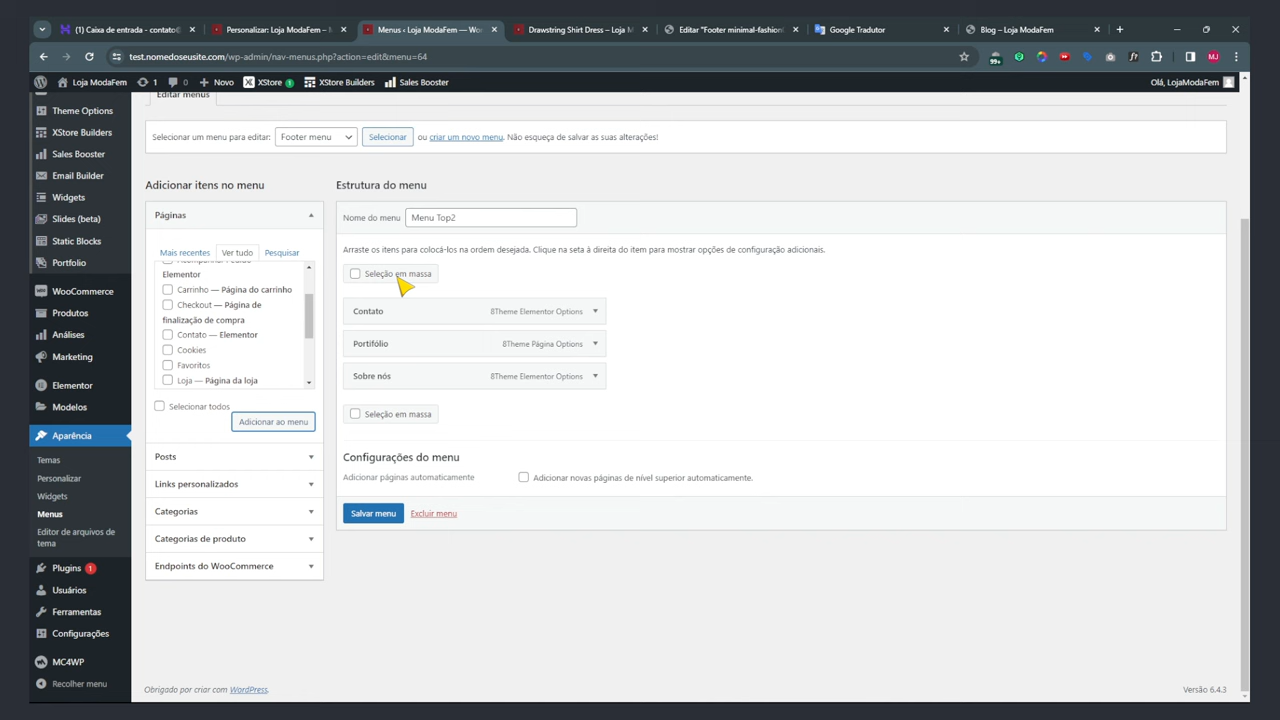 (1) Caixa de entrada - contato@
Personalizar: Loja ModaFem –
Menus ‹ Loja ModaFem — Wo
Drawstring Shirt Dress – Loja M
Editar "Footer minimal-fashion
Google Tradutor
Blog – Loja ModaFem
test.nomedoseusite.com/wp-admin/nav-menus.php?action=edit&menu=64
99+
MJ
Loja ModaFem
1
0
Novo
XStore
1
XStore Builders
Sales Booster
Olá, LojaModaFem
Theme Options
XStore Builders
Sales Booster
Email Builder
Widgets
Slides (beta)
Static Blocks
Portfolio
WooCommerce
Produtos
Análises
Marketing
Elementor
Modelos
Aparência
Temas
Personalizar
Widgets
Menus
Editor de arquivos de
tema
Plugins 1
Usuários
Ferramentas
Configurações
MC4WP
Recolher menu
Editar menus
Selecionar um menu para editar: Footer menu Selecionar ou criar um novo menu. Não esqueça de salvar as suas alterações!
Adicionar itens no menu
Páginas
Mais recentes Ver tudo Pesquisar
Elementor
Carrinho — Página do carrinho
Checkout — Página de
finalização de compra
Contato — Elementor
Cookies
Favoritos
Loja — Página da loja
Selecionar todos
Adicionar ao menu
Posts
Links personalizados
Categorias
Categorias de produto
Endpoints do WooCommerce
Estrutura do menu
Nome do menu Menu Top2
Arraste os itens para colocá-los na ordem desejada. Clique na seta à direita do item para mostrar opções de configuração adicionais.
Seleção em massa
Contato 8Theme Elementor Options
Portifólio 8Theme Página Options
Sobre nós 8Theme Elementor Options
Seleção em massa
Configurações do menu
Adicionar páginas automaticamente Adicionar novas páginas de nível superior automaticamente.
Salvar menu Excluir menu
Obrigado por criar com WordPress.
Versão 6.4.3